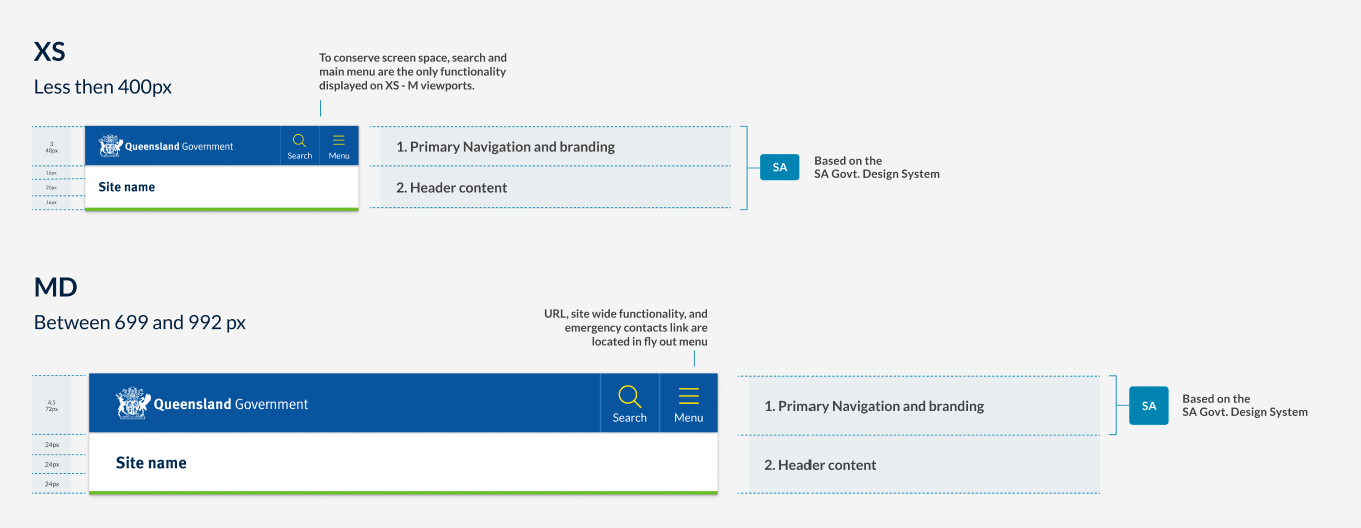 XS
Less then 400px
To conserve screen space, search and
main menu are the only functionality
displayed on XS - M viewports.
3
48px
16px
20px
16px
Queensland Government
Search
Menu
Site name
1. Primary Navigation and branding
2. Header content
SA
Based on the
SA Govt. Design System
MD
Between 699 and 992 px
URL, site wide functionality, and
emergency contacts link are
located in fly out menu
4.5
72px
24px
24px
24px
Queensland Government
Search
Menu
Site name
1. Primary Navigation and branding
2. Header content
SA
Based on the
SA Govt. Design System